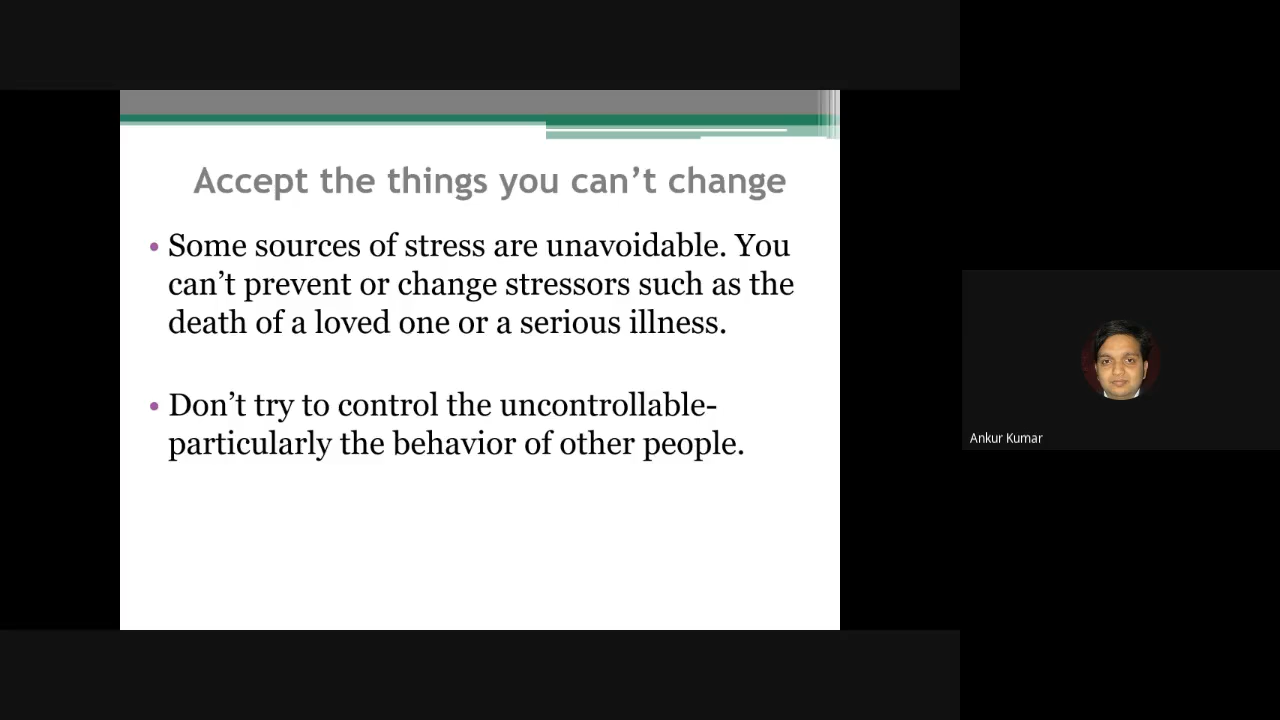 Accept the things you can’t change
• Some sources of stress are unavoidable. You
can’t prevent or change stressors such as the
death of a loved one or a serious illness.
• Don’t try to control the uncontrollable-
particularly the behavior of other people.
Ankur Kumar